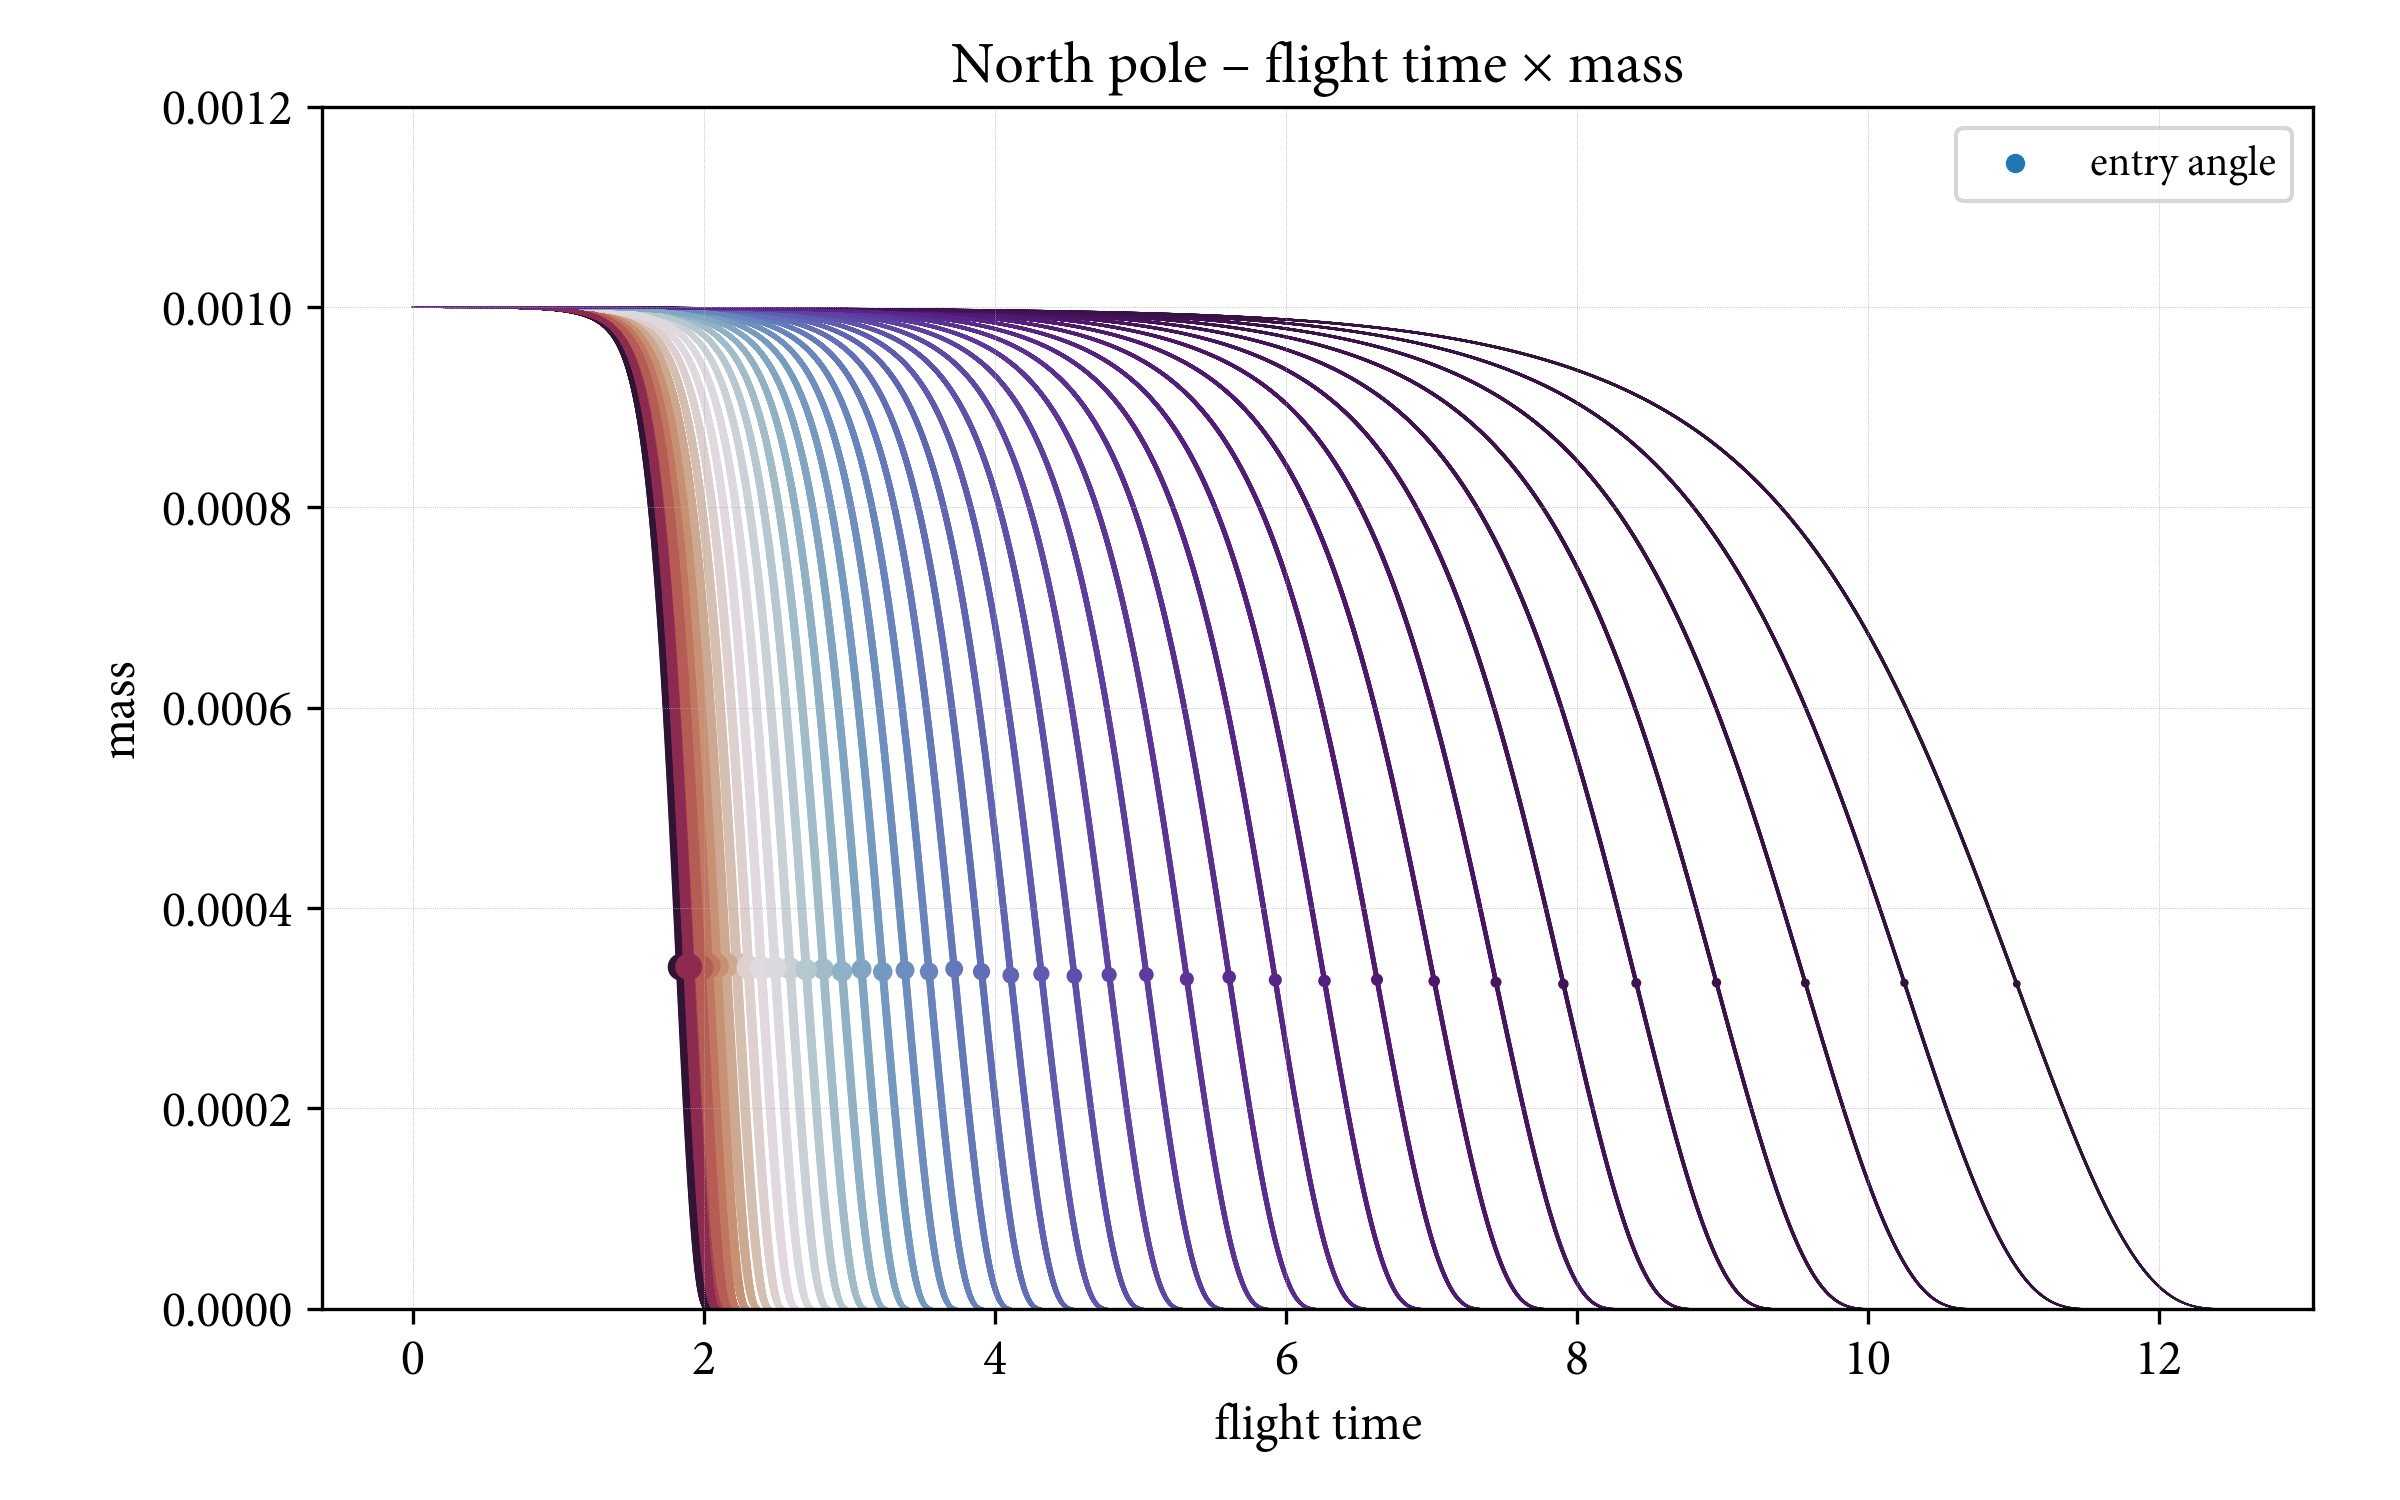 North pole – flight time × mass
0.0012
entry angle
0.0010
0.0008
0.0006
mass
0.0004
0.0002
0.0000
0 2 4 6 8 10 12
flight time